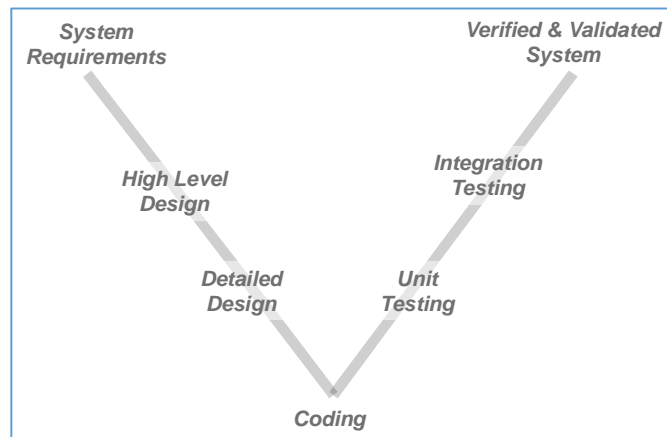 System
Requirements
Verified & Validated
System
High Level
Design
Integration
Testing
Detailed
Design
Unit
Testing
Coding